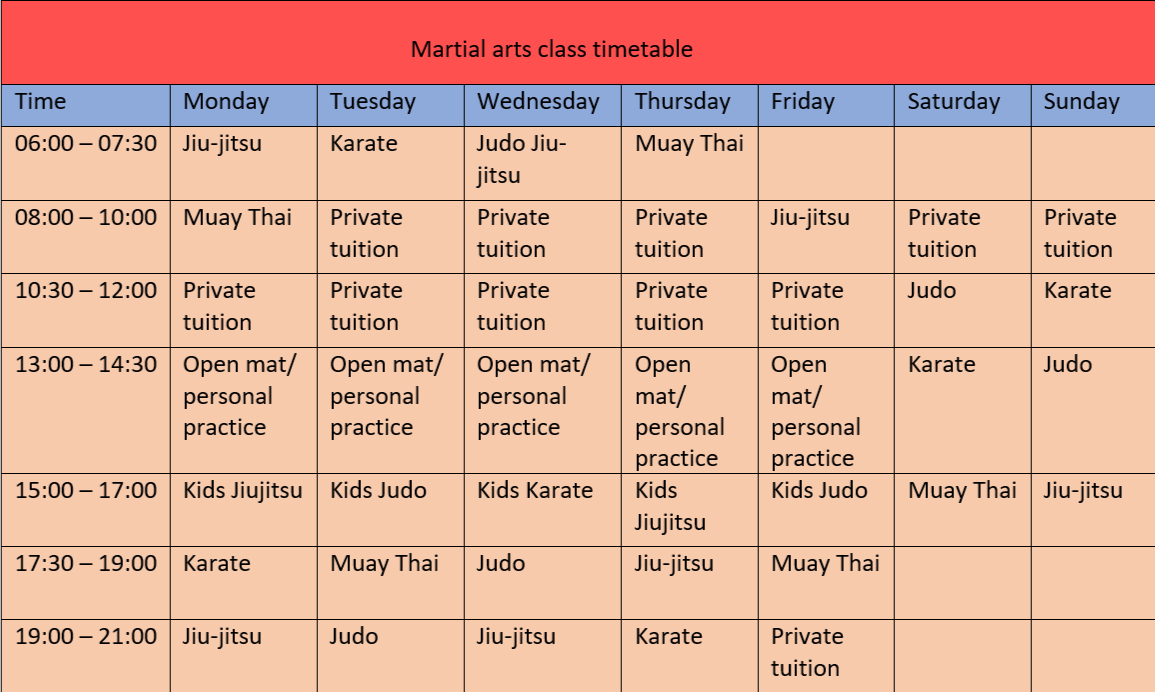 Martial arts class timetable
Time Monday Tuesday Wednesday Thursday Friday Saturday Sunday
06:00 – 07:30 Jiu-jitsu Karate Judo Jiu- Muay Thai
jitsu
08:00 – 10:00 Muay Thai Private Private Private Jiu-jitsu Private Private
tuition tuition tuition tuition tuition
10:30 – 12:00 Private Private Private Private Private Judo Karate
tuition tuition tuition tuition tuition
13:00 – 14:30 Open mat/ Open mat/ Open mat/ Open Open Karate Judo
personal personal personal mat/ mat/
practice practice practice personal personal
practice practice
15:00 – 17:00 Kids Jiujitsu Kids Judo Kids Karate Kids Kids Judo Muay Thai Jiu-jitsu
Jiujitsu
17:30 – 19:00 Karate Muay Thai Judo Jiu-jitsu Muay Thai
19:00 – 21:00 Jiu-jitsu Judo Jiu-jitsu Karate Private
tuition